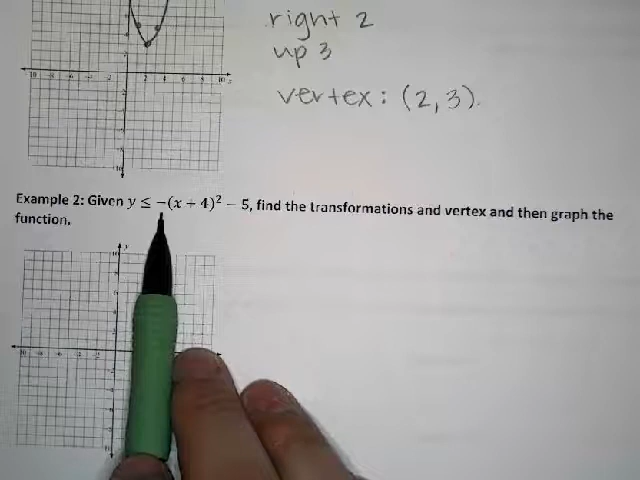 right 2
up 3
vertex: (2,3).
Example 2: Given y ≤ −(x + 4)² − 5, find the transformations and vertex and then graph the
function.